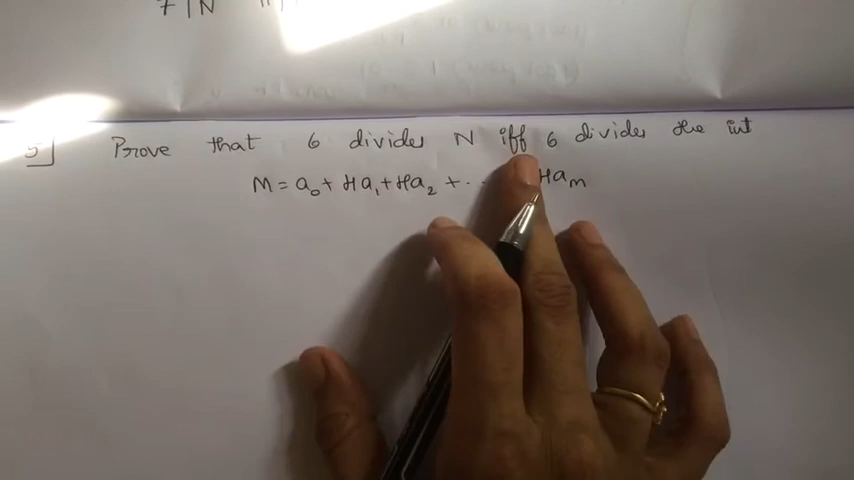 7 | N
5] Prove that 6 divides N iff 6 divides the int
M = a₀ + 4a₁ + 4a₂ + ... 4aₘ